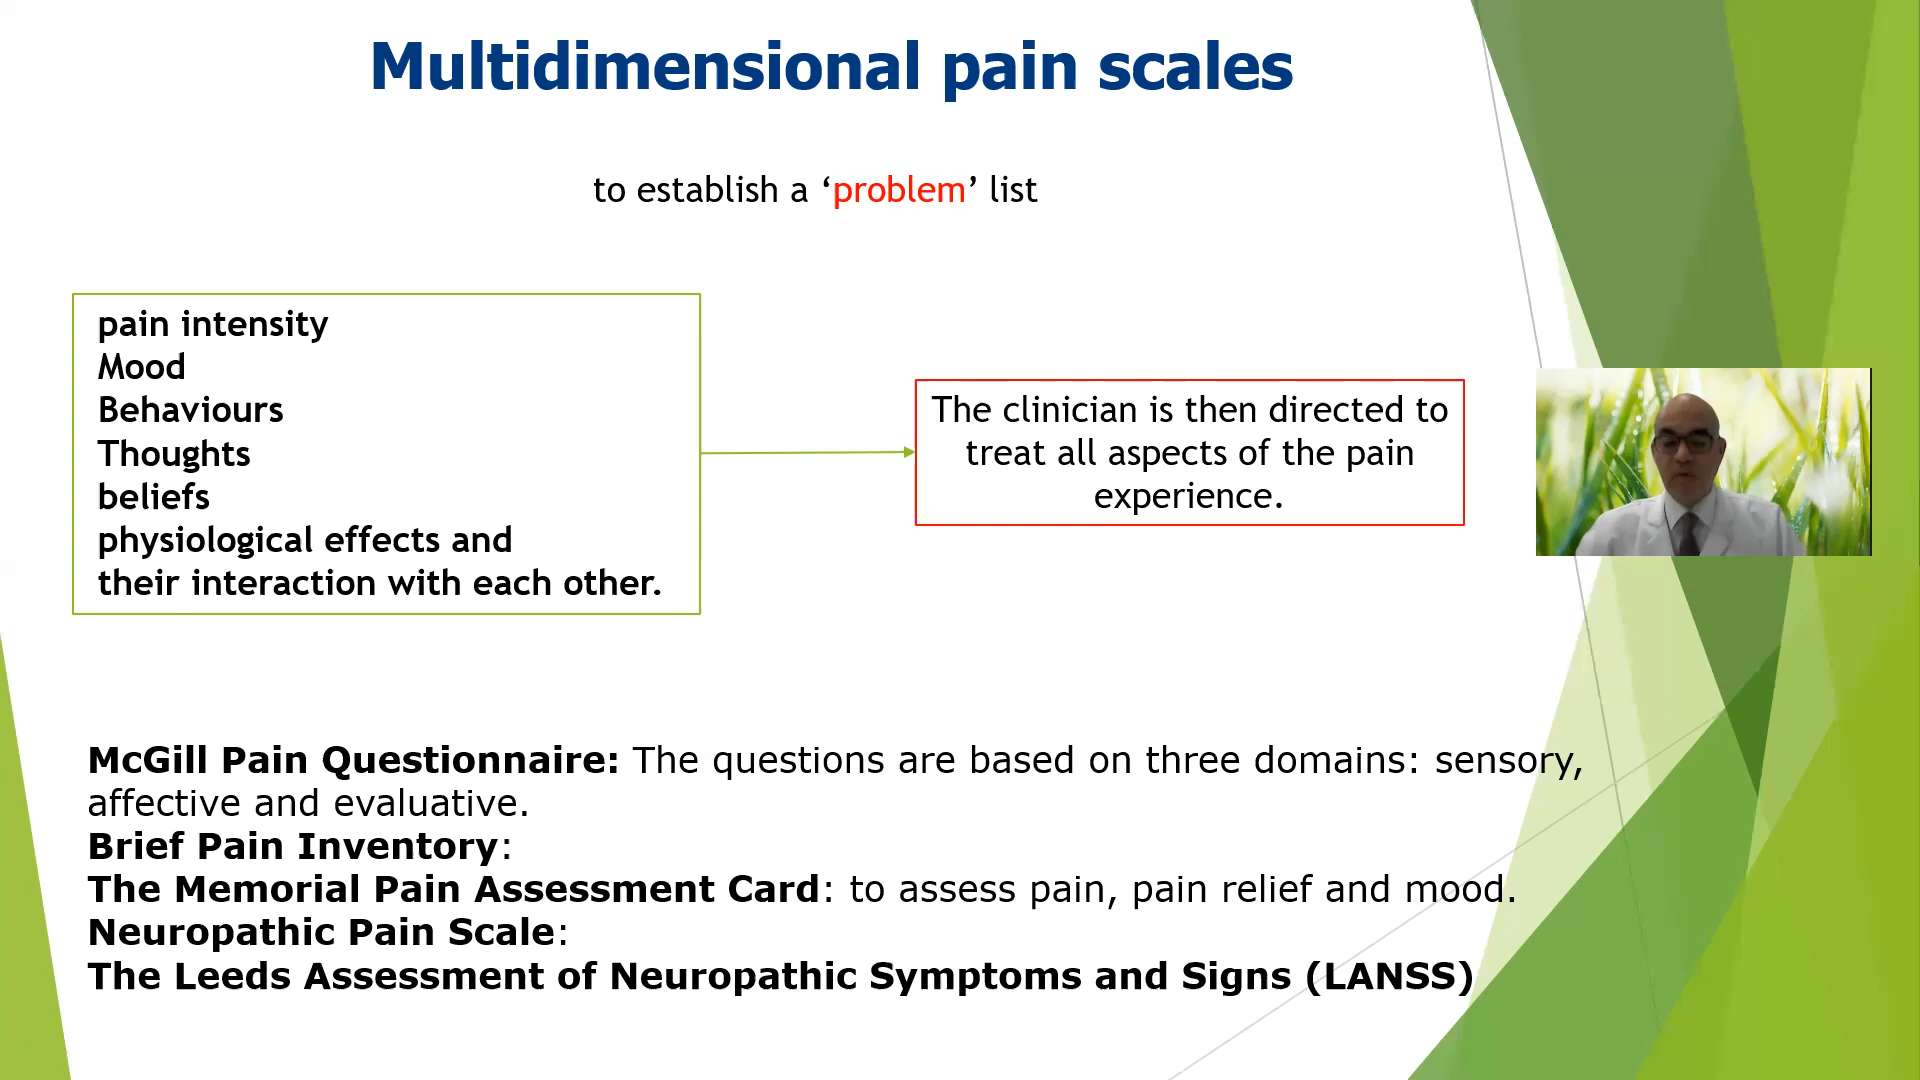 Multidimensional pain scales
to establish a ‘problem’ list
pain intensity
Mood
Behaviours
Thoughts
beliefs
physiological effects and
their interaction with each other.
The clinician is then directed to
treat all aspects of the pain
experience.
McGill Pain Questionnaire: The questions are based on three domains: sensory,
affective and evaluative.
Brief Pain Inventory:
The Memorial Pain Assessment Card: to assess pain, pain relief and mood.
Neuropathic Pain Scale:
The Leeds Assessment of Neuropathic Symptoms and Signs (LANSS)